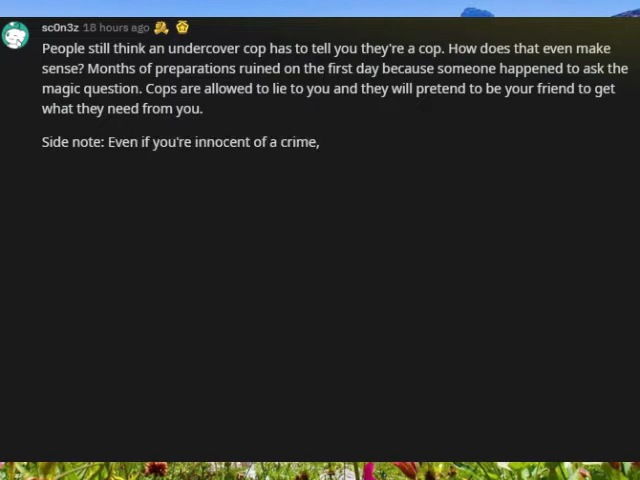 sc0n3z 18 hours ago
People still think an undercover cop has to tell you they're a cop. How does that even make
sense? Months of preparations ruined on the first day because someone happened to ask the
magic question. Cops are allowed to lie to you and they will pretend to be your friend to get
what they need from you.
Side note: Even if you're innocent of a crime,